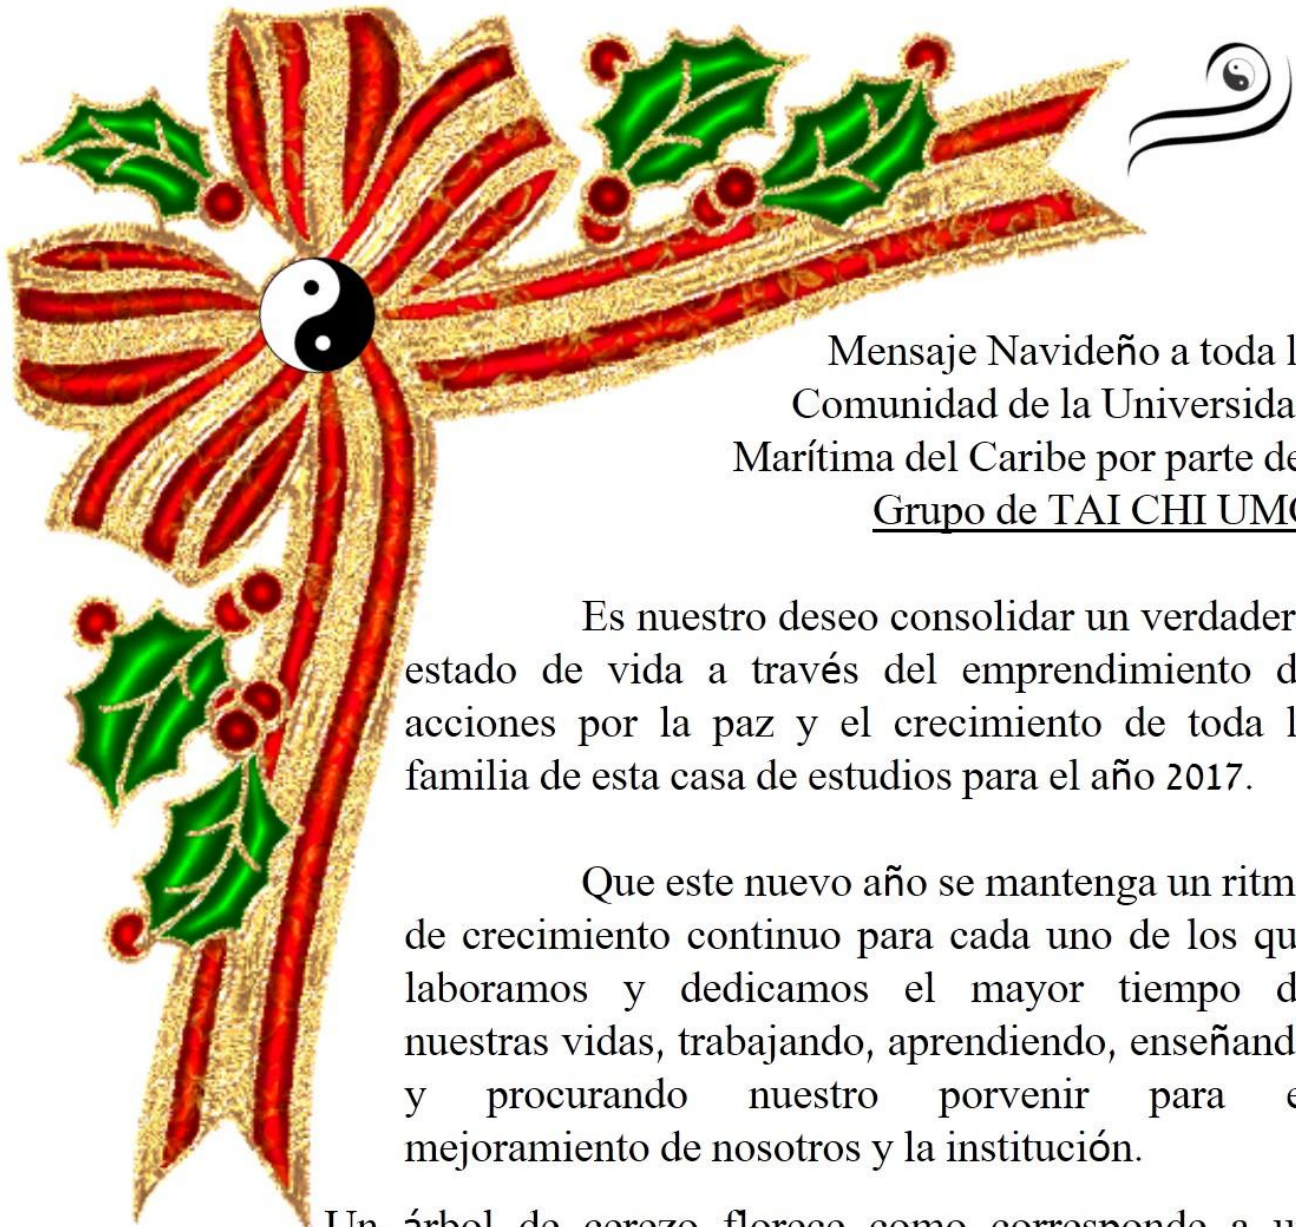 Mensaje Navideño a toda l
Comunidad de la Universida
Marítima del Caribe por parte de
Grupo de TAI CHI UMC
Es nuestro deseo consolidar un verdader
estado de vida a través del emprendimiento d
acciones por la paz y el crecimiento de toda l
familia de esta casa de estudios para el año 2017.
Que este nuevo año se mantenga un ritm
de crecimiento continuo para cada uno de los qu
laboramos y dedicamos el mayor tiempo d
nuestras vidas, trabajando, aprendiendo, enseñand
y procurando nuestro porvenir para e
mejoramiento de nosotros y la institución.
Un árbol de cerezo florece como corresponde a u